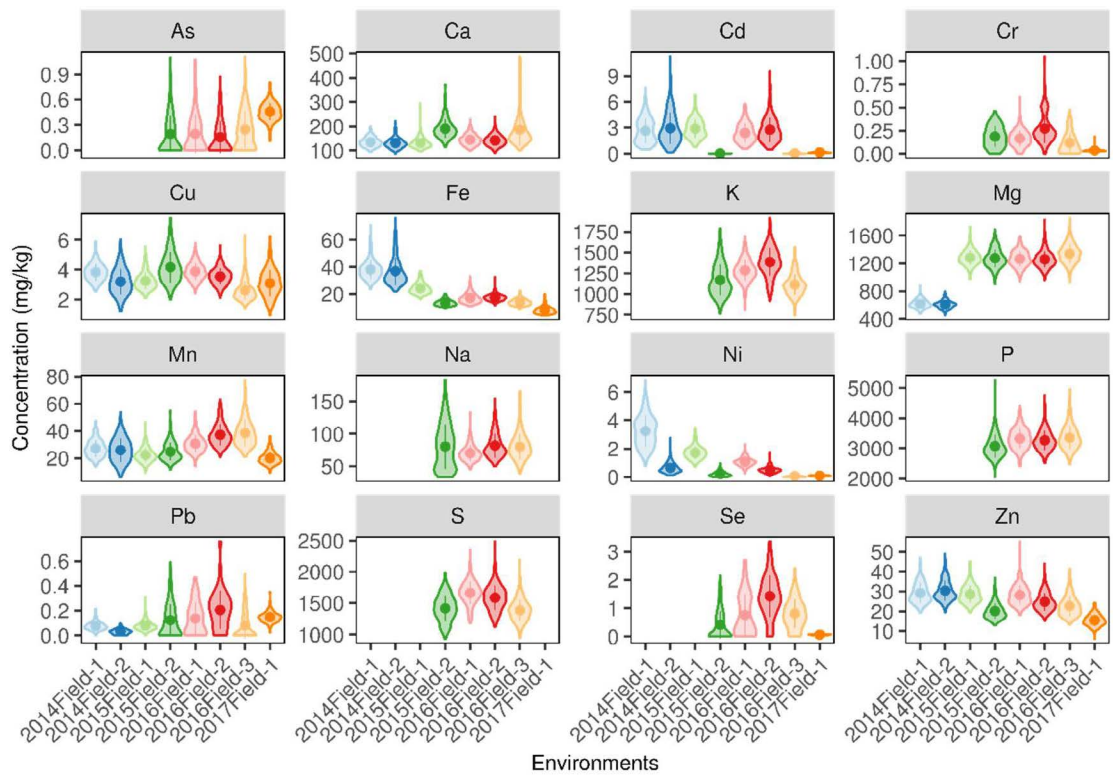 As Ca Cd Cr
0.9 0.6 0.3 0.0
500 400 300 200 100
9 6 3 0
1.00 0.75 0.50 0.25 0.00
Cu Fe K Mg
6 4 2
60 40 20
1750 1500 1250 1000 750
1600 1200 800 400
Mn Na Ni P
80 60 40 20
150 100 50
6 4 2 0
5000 4000 3000 2000
Pb S Se Zn
0.6 0.4 0.2 0.0
2500 2000 1500 1000
3 2 1 0
50 40 30 20 10
Concentration (mg/kg)
2014Field-1 2014Field-2 2015Field-1 2015Field-2 2016Field-1 2016Field-2 2016Field-3 2017Field-1
2014Field-1 2014Field-2 2015Field-1 2015Field-2 2016Field-1 2016Field-2 2016Field-3 2017Field-1
2014Field-1 2014Field-2 2015Field-1 2015Field-2 2016Field-1 2016Field-2 2016Field-3 2017Field-1
2014Field-1 2014Field-2 2015Field-1 2015Field-2 2016Field-1 2016Field-2 2016Field-3 2017Field-1
Environments